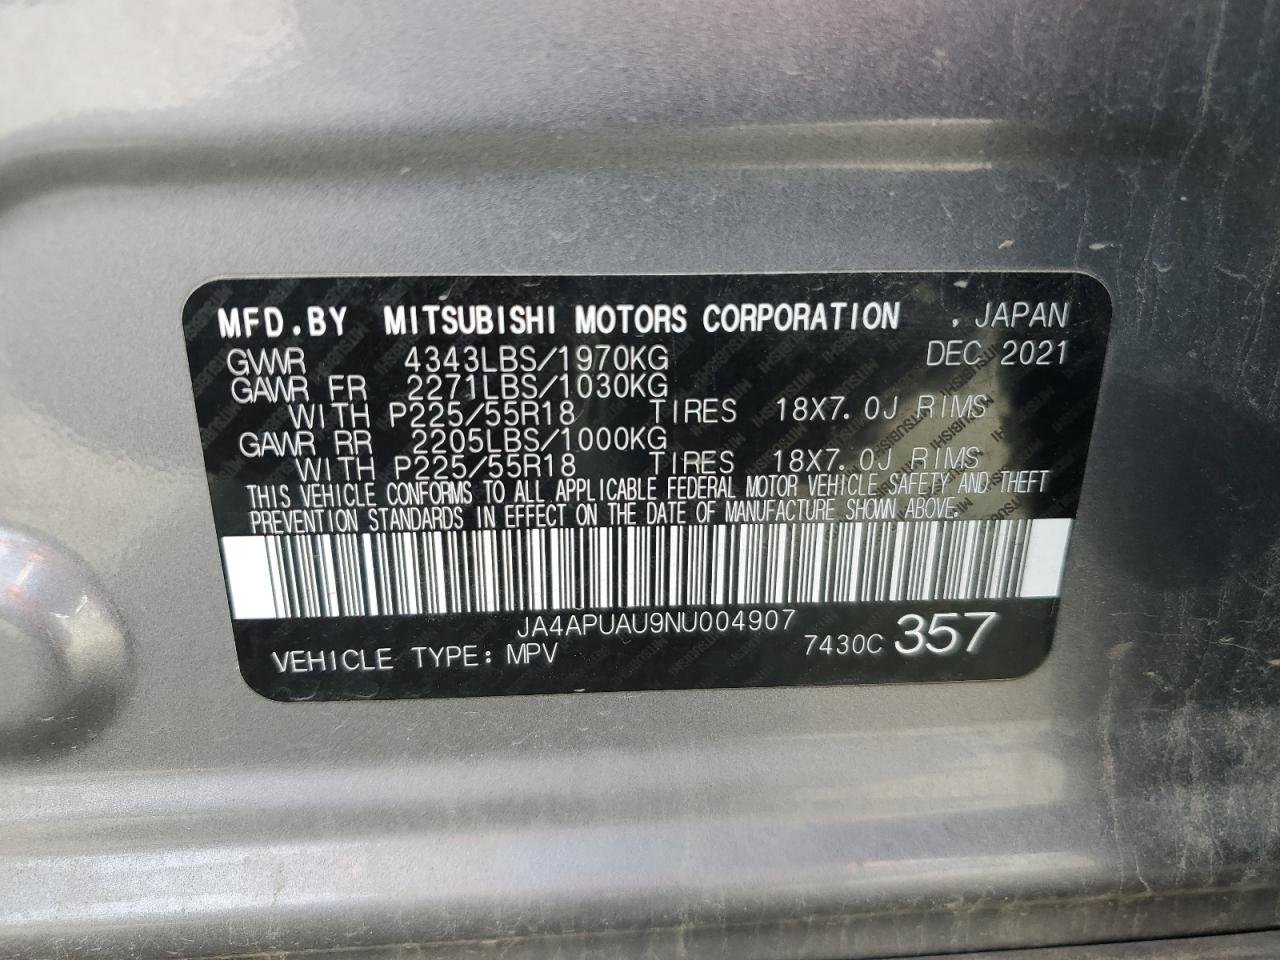 MFD.BY MITSUBISHI MOTORS CORPORATION , JAPAN
GVWR 4343LBS/1970KG DEC 2021
GAWR FR 2271LBS/1030KG
WITH P225/55R18 TIRES 18X7.0J RIMS
GAWR RR 2205LBS/1000KG
WITH P225/55R18 TIRES 18X7.0J RIMS
THIS VEHICLE CONFORMS TO ALL APPLICABLE FEDERAL MOTOR VEHICLE SAFETY AND THEFT
PREVENTION STANDARDS IN EFFECT ON THE DATE OF MANUFACTURE SHOWN ABOVE.
JA4APUAU9NU004907
VEHICLE TYPE: MPV 7430C 357